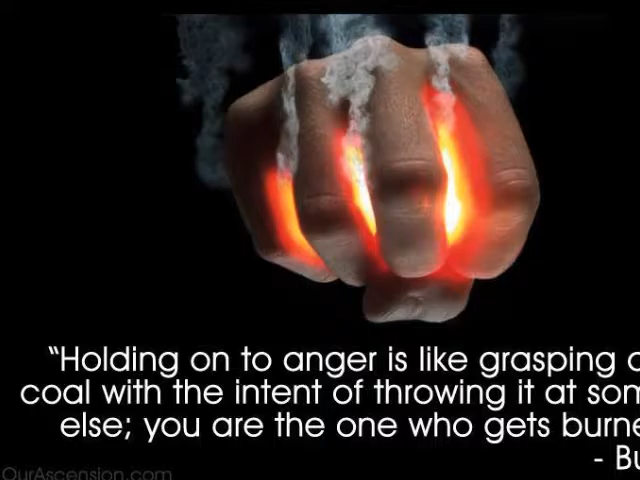 “Holding on to anger is like grasping a
coal with the intent of throwing it at som
else; you are the one who gets burne
- Bu
OurAscension.com